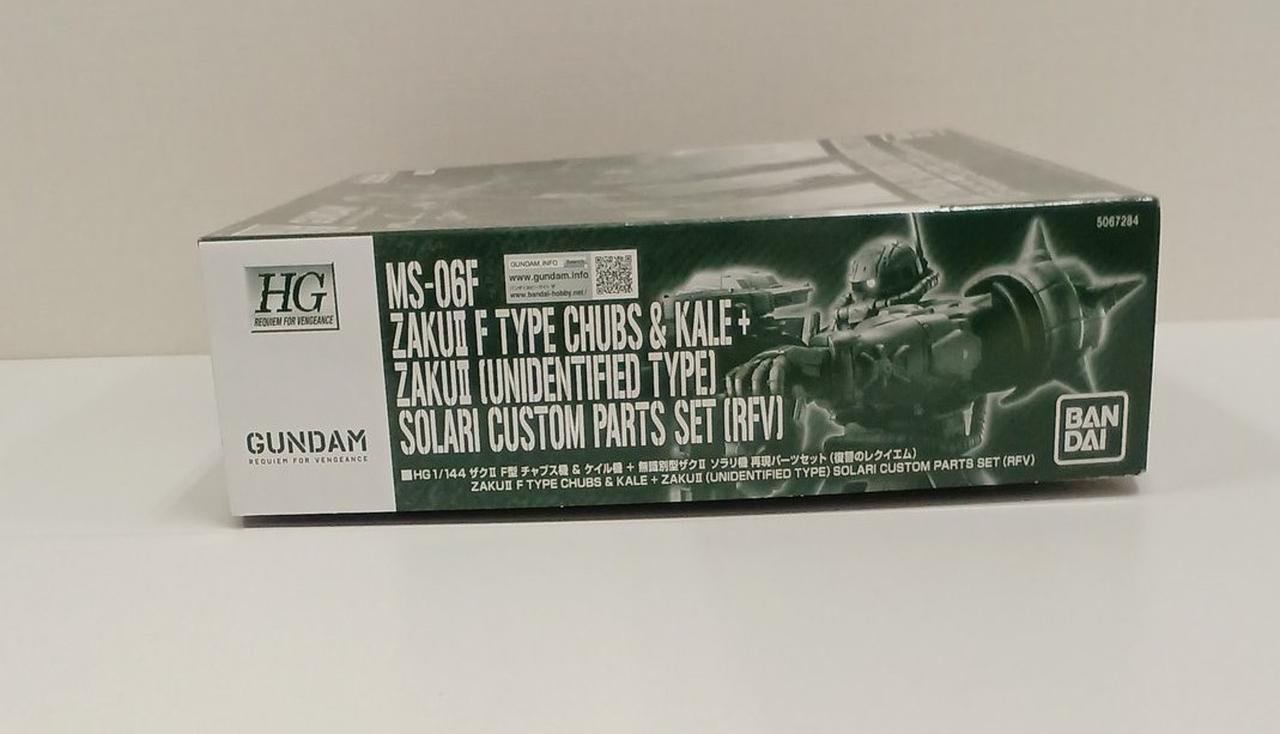 HG
REQUIEM FOR VENGEANCE
GUNDAM
REQUIEM FOR VENGEANCE
MS-06F
ZAKUⅡ F TYPE CHUBS & KALE +
ZAKUⅡ (UNIDENTIFIED TYPE)
SOLARI CUSTOM PARTS SET (RFV)
GUNDAM.INFO
www.gundam.info
www.bandai-hobby.net/
■HG 1/144 ザクⅡ F型 チャブス機 & ケイル機 + 無識別型ザクⅡ ソラリ機 再現パーツセット (復讐のレクイエム)
ZAKUⅡ F TYPE CHUBS & KALE + ZAKUⅡ (UNIDENTIFIED TYPE) SOLARI CUSTOM PARTS SET (RFV)
5067284
BAN
DAI